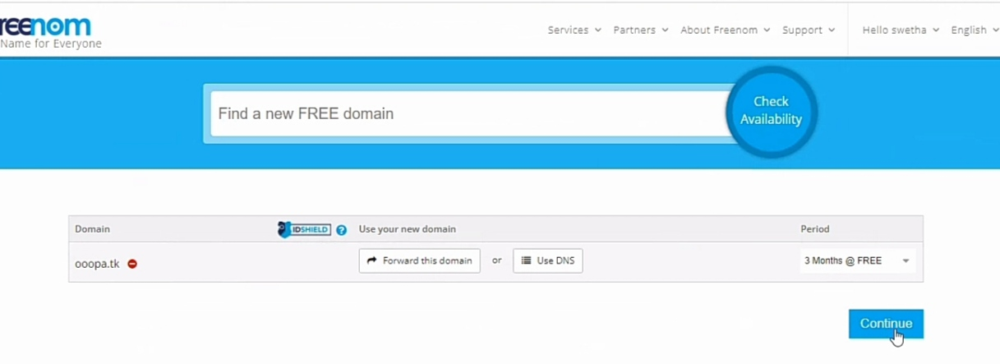 reenom
Name for Everyone
Services Partners About Freenom Support Hello swetha English
Find a new FREE domain
Check
Availability
Domain IDSHIELD ? Use your new domain Period
ooopa.tk Forward this domain or Use DNS 3 Months @ FREE
Continue